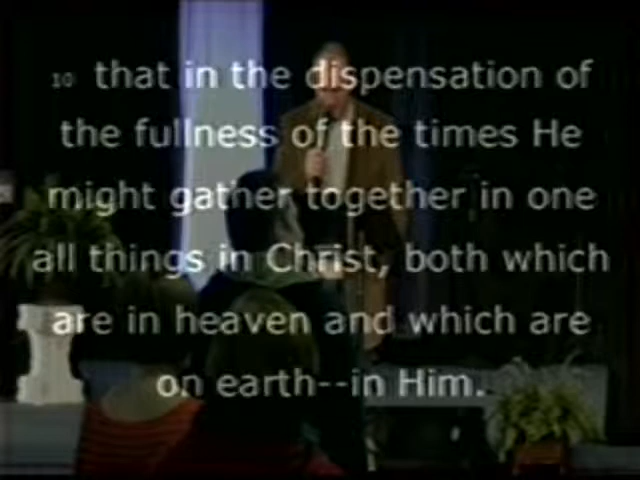 10 that in the dispensation of
the fullness of the times He
might gather together in one
all things in Christ, both which
are in heaven and which are
on earth--in Him.